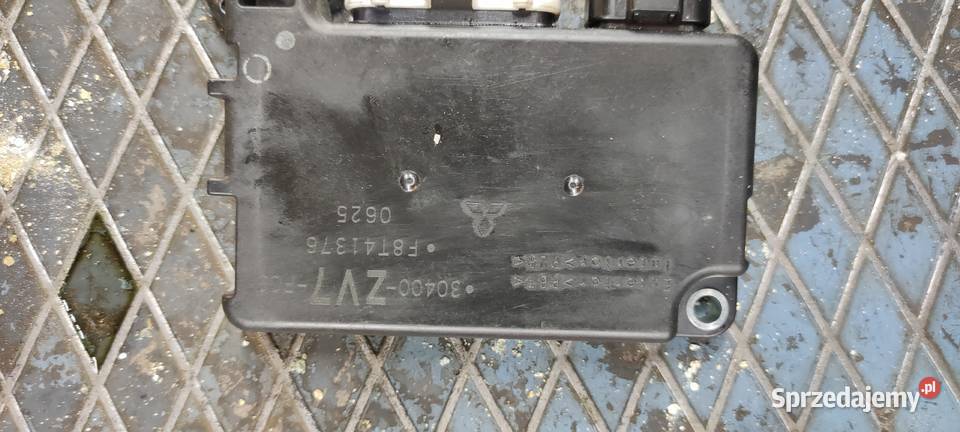 • 30400-ZV7-F
• F8T41376
0625
Sprzedajemy.pl